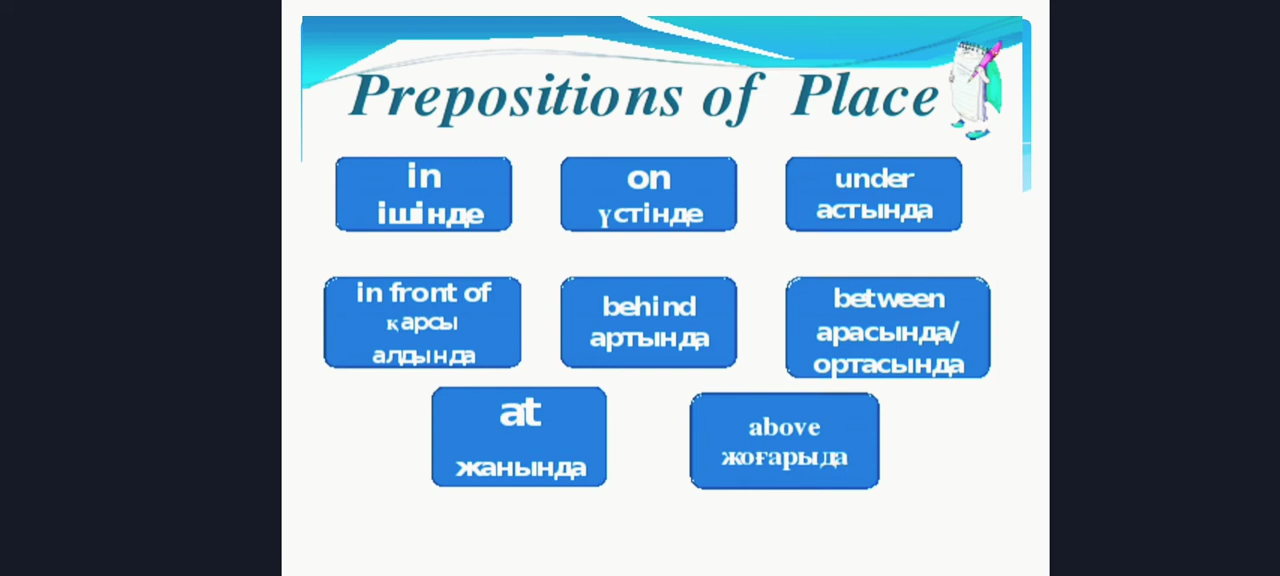 Prepositions of Place
in
ішінде
on
үстінде
under
астында
in front of
қарсы
алдында
behind
артында
between
арасында/
ортасында
at
жанында
above
жоғарыда